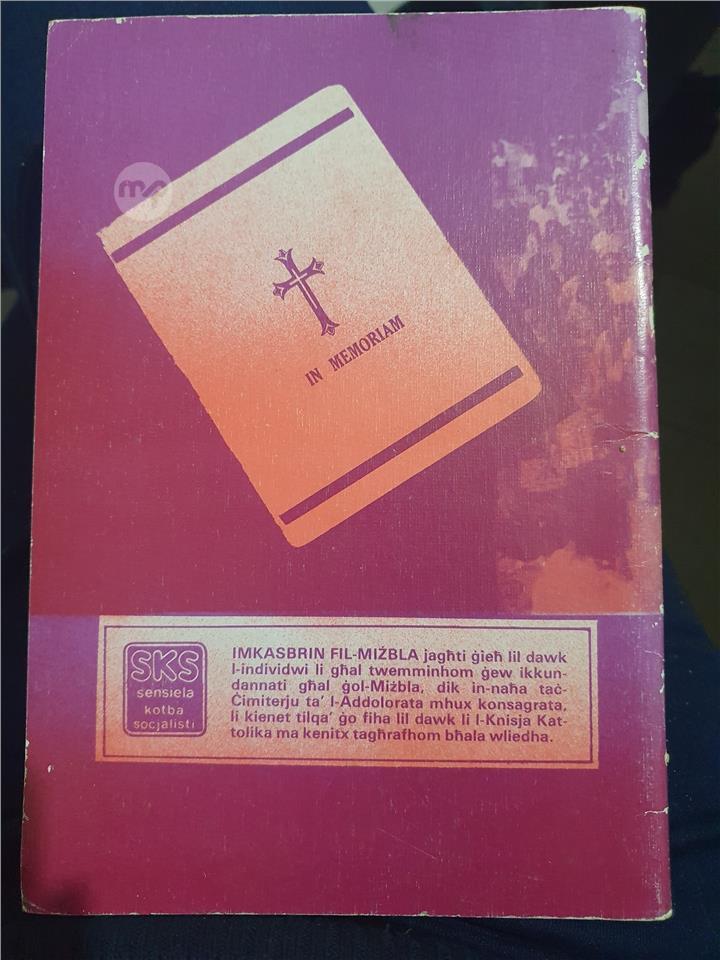 IN MEMORIAM
SKS
sensiela
kotba
socjalisti
IMKASBRIN FIL-MIŻBLA jagħti ġieħ lil dawk
l-individwi li għal twemminhom ġew ikkun-
dannati għal ġol-Miżbla, dik in-naħa taċ-
Ċimiterju ta' l-Addolorata mhux konsagrata,
li kienet tilqa' ġo fiha lil dawk li l-Knisja Kat-
tolika ma kenitx tagħrafhom bħala wliedha.